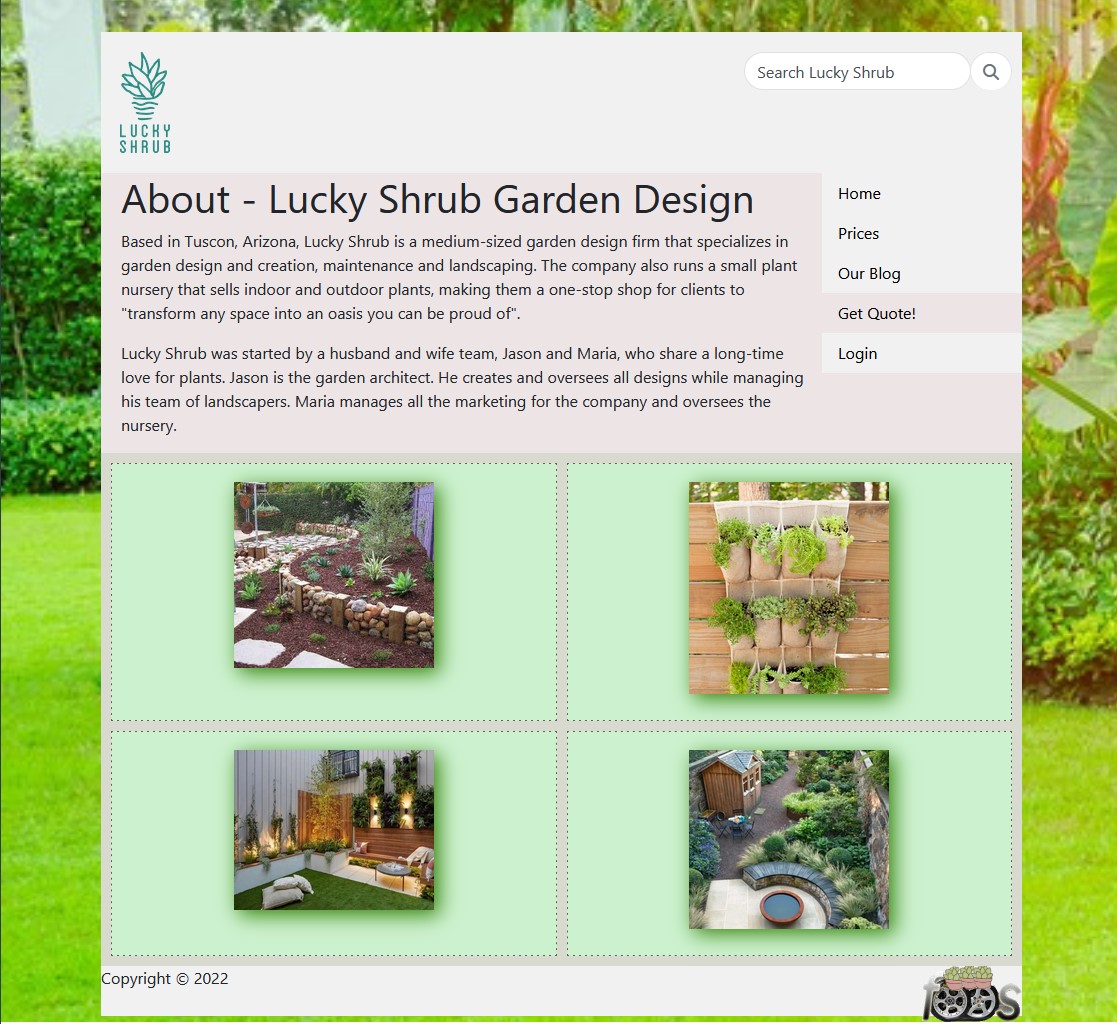 LUCKY
SHRUB
Search Lucky Shrub
About - Lucky Shrub Garden Design
Based in Tuscon, Arizona, Lucky Shrub is a medium-sized garden design firm that specializes in
garden design and creation, maintenance and landscaping. The company also runs a small plant
nursery that sells indoor and outdoor plants, making them a one-stop shop for clients to
"transform any space into an oasis you can be proud of".
Lucky Shrub was started by a husband and wife team, Jason and Maria, who share a long-time
love for plants. Jason is the garden architect. He creates and oversees all designs while managing
his team of landscapers. Maria manages all the marketing for the company and oversees the
nursery.
Home
Prices
Our Blog
Get Quote!
Login
Copyright © 2022